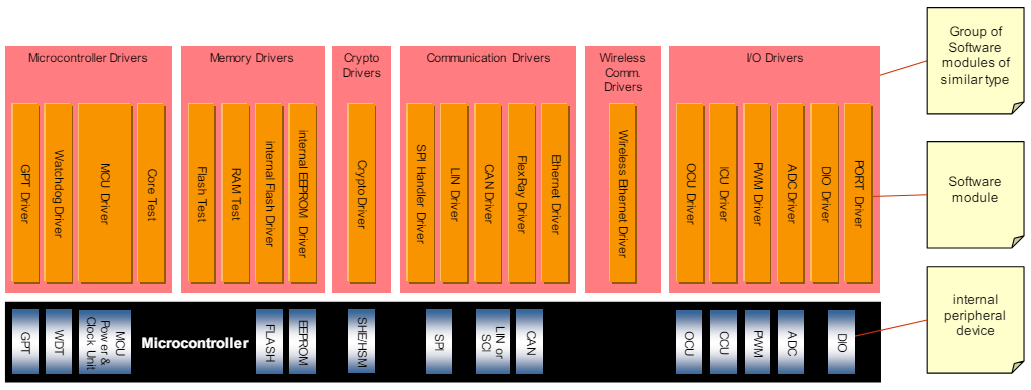 Microcontroller Drivers
Memory Drivers
Crypto
Drivers
Communication Drivers
Wireless
Comm.
Drivers
I/O Drivers
Group of
Software
modules of
similar type
GPT Driver
Watchdog Driver
MCU Driver
Core Test
Flash Test
RAM Test
internal Flash Driver
internal EEPROM Driver
Crypto Driver
SPI Handler Driver
LIN Driver
CAN Driver
FlexRay Driver
Ethernet Driver
Wireless Ethernet Driver
OCU Driver
ICU Driver
PWM Driver
ADC Driver
DIO Driver
PORT Driver
Software
module
GPT
WDT
MCU
Power &
Clock Unit
Microcontroller
FLASH
EEPROM
SHE/HSM
SPI
LIN or
SCI
CAN
OCU
CCU
PWM
ADC
DIO
internal
peripheral
device